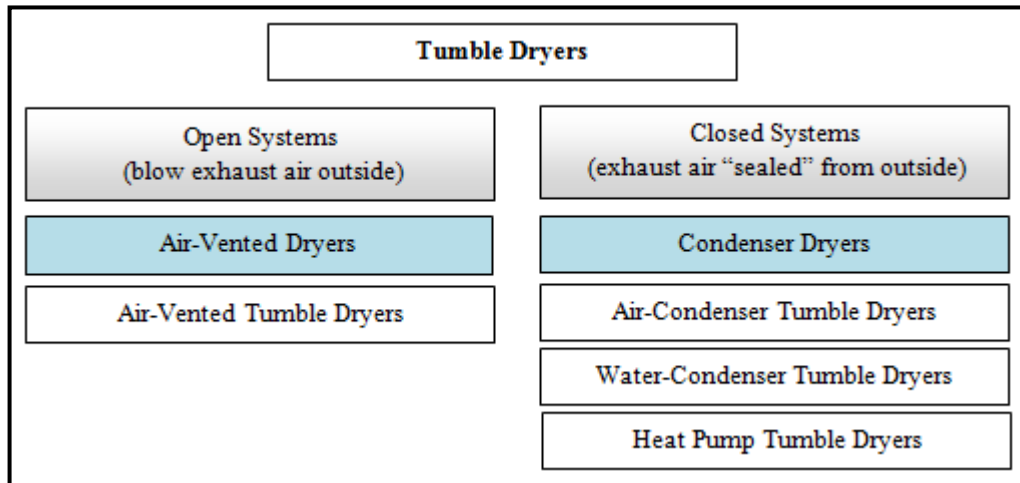 Tumble Dryers
Open Systems
(blow exhaust air outside)
Closed Systems
(exhaust air “sealed” from outside)
Air-Vented Dryers
Condenser Dryers
Air-Vented Tumble Dryers
Air-Condenser Tumble Dryers
Water-Condenser Tumble Dryers
Heat Pump Tumble Dryers